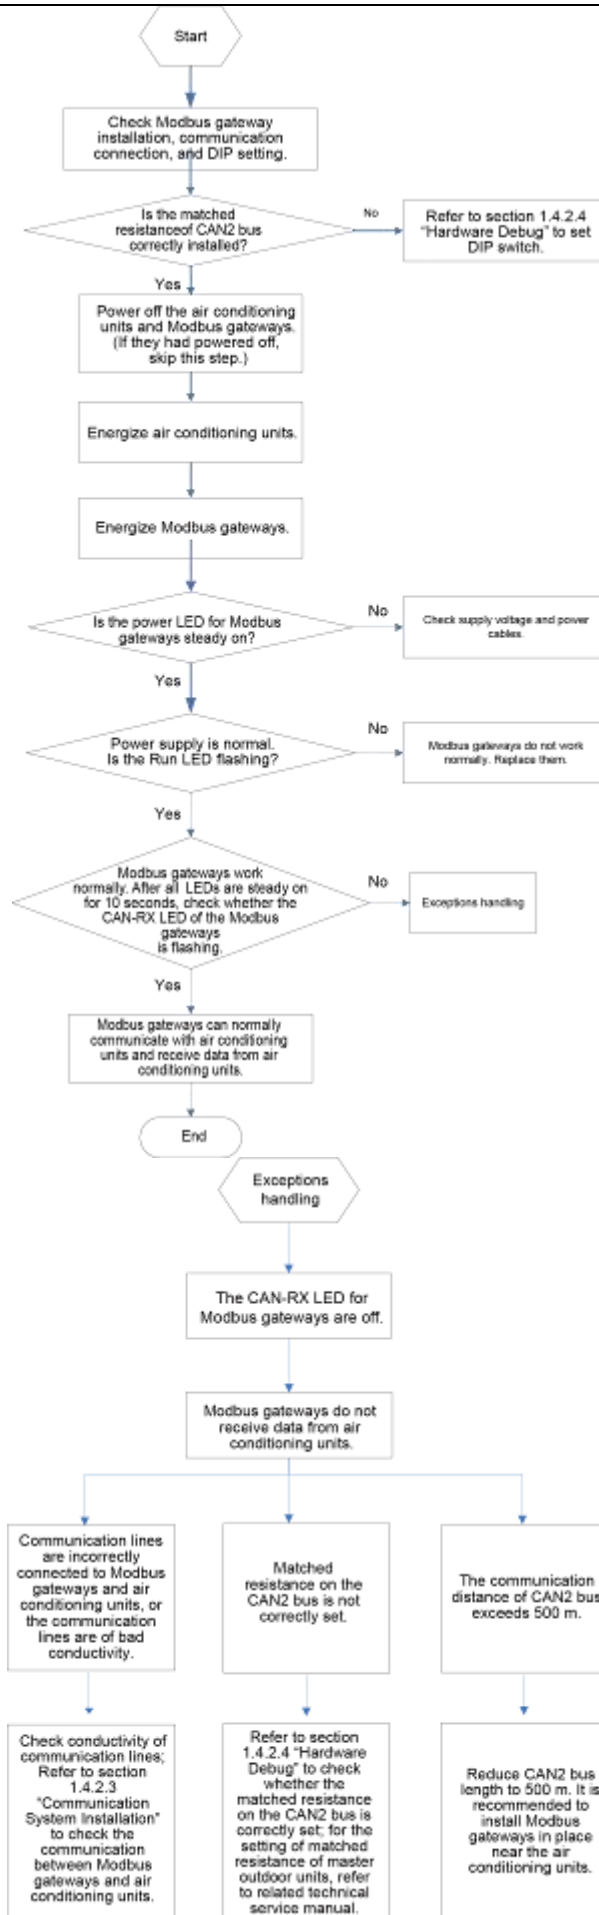 Start
Check Modbus gateway
installation, communication
connection, and DIP setting.
Is the matched
resistanceof CAN2 bus
correctly installed?
No
Refer to section 1.4.2.4
“Hardware Debug” to set
DIP switch.
Yes
Power off the air conditioning
units and Modbus gateways.
(If they had powered off,
skip this step.)
Energize air conditioning units.
Energize Modbus gateways.
Is the power LED for Modbus
gateways steady on?
No
Check supply voltage and power
cables.
Yes
Power supply is normal.
Is the Run LED flashing?
No
Modbus gateways do not work
normally. Replace them.
Yes
Modbus gateways work
normally. After all LEDs are steady on
for 10 seconds, check whether the
CAN-RX LED of the Modbus
gateways
is flashing.
No
Exceptions handling
Yes
Modbus gateways can normally
communicate with air conditioning
units and receive data from air
conditioning units.
End
Exceptions
handling
The CAN-RX LED for
Modbus gateways are off.
Modbus gateways do not
receive data from air
conditioning units.
Communication lines
are incorrectly
connected to Modbus
gateways and air
conditioning units, or
the communication
lines are of bad
conductivity.
Matched
resistance on the
CAN2 bus is not
correctly set.
The communication
distance of CAN2 bus
exceeds 500 m.
Check conductivity of
communication lines;
Refer to section
1.4.2.3
“Communication
System Installation”
to check the
communication
between Modbus
gateways and air
conditioning units.
Refer to section
1.4.2.4 “Hardware
Debug” to check
whether the
matched resistance
on the CAN2 bus is
correctly set; for the
setting of matched
resistance of master
outdoor units, refer
to related technical
service manual.
Reduce CAN2 bus
length to 500 m. It is
recommended to
install Modbus
gateways in place
near the air
conditioning units.